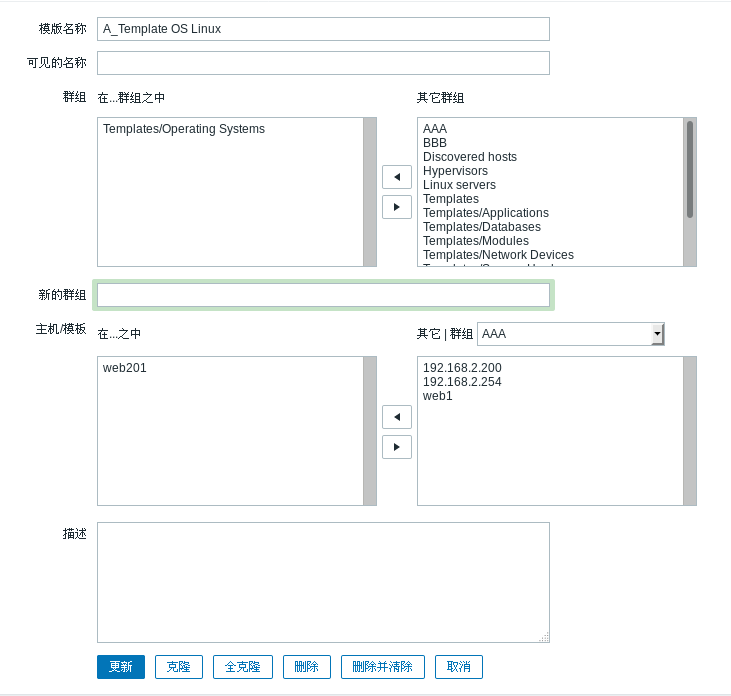 模版名称 A_Template OS Linux
可见的名称
群组 在...群组之中 其它群组
Templates/Operating Systems
AAA
BBB
Discovered hosts
Hypervisors
Linux servers
Templates
Templates/Applications
Templates/Databases
Templates/Modules
Templates/Network Devices
新的群组
主机/模板 在...之中 其它 | 群组 AAA
web201
192.168.2.200
192.168.2.254
web1
描述
更新 克隆 全克隆 删除 删除并清除 取消